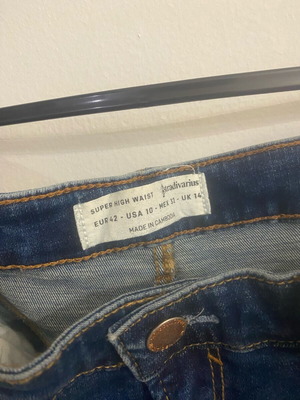 SUPER HIGH WAIST Stradivarius
EUR 42 - USA 10 - MEX 32 - UK 14
MADE IN CAMBODIA